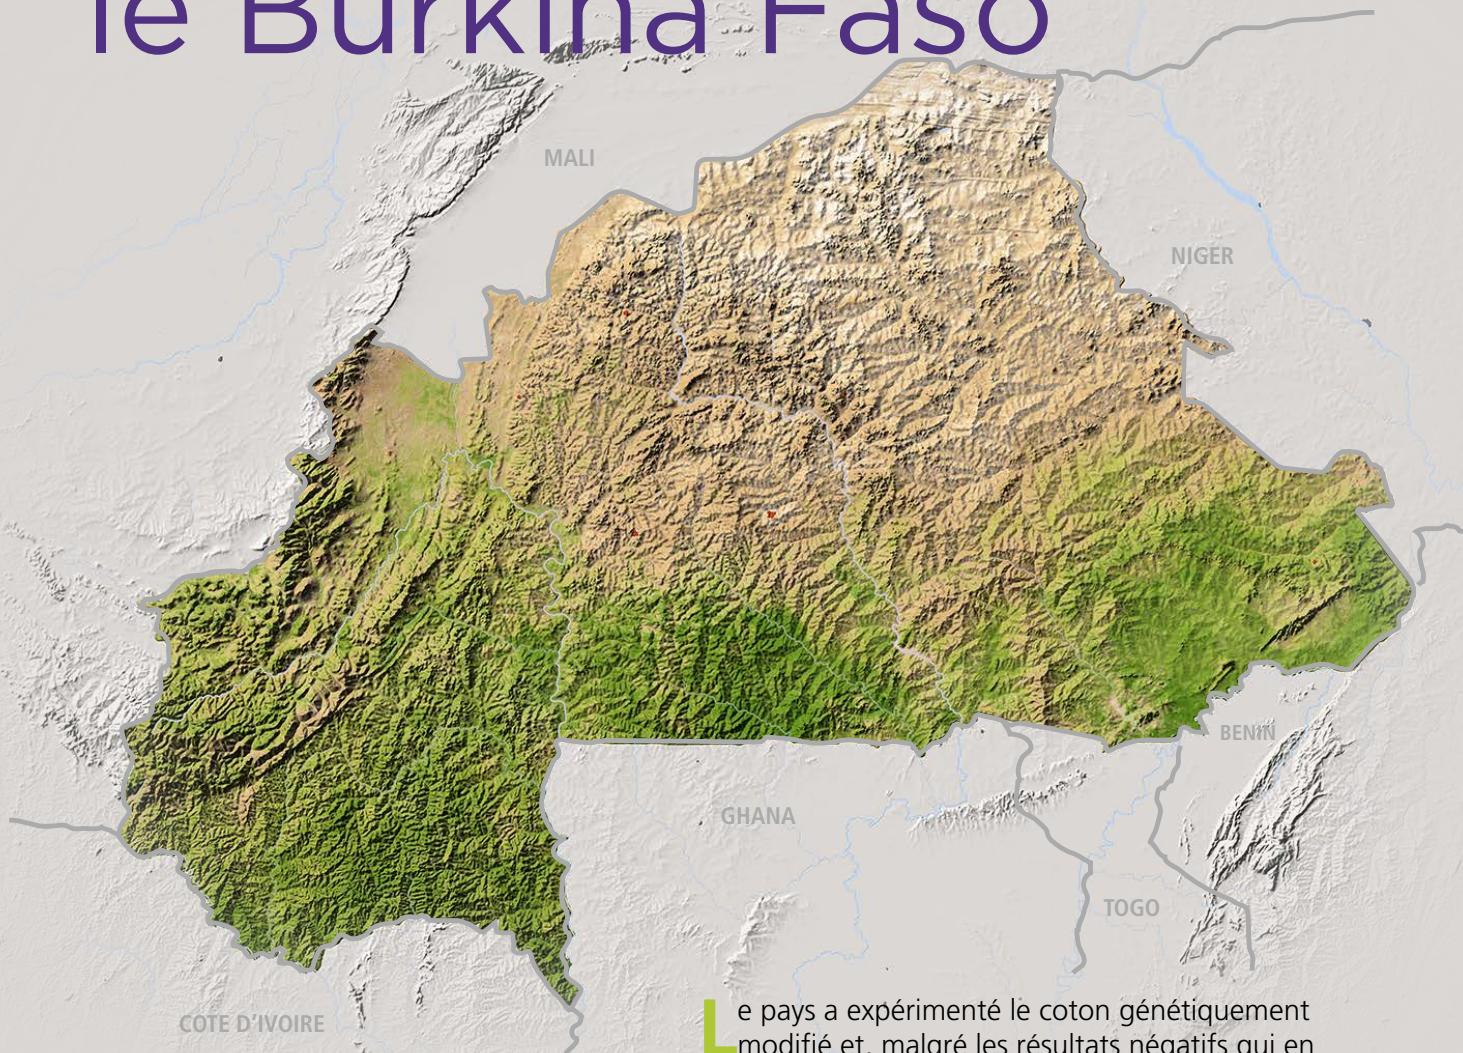 le Burkina Faso
MALI
NIGER
BENIN
GHANA
TOGO
COTE D'IVOIRE
Le pays a expérimenté le coton génétiquement
modifié et, malgré les résultats négatifs qui en